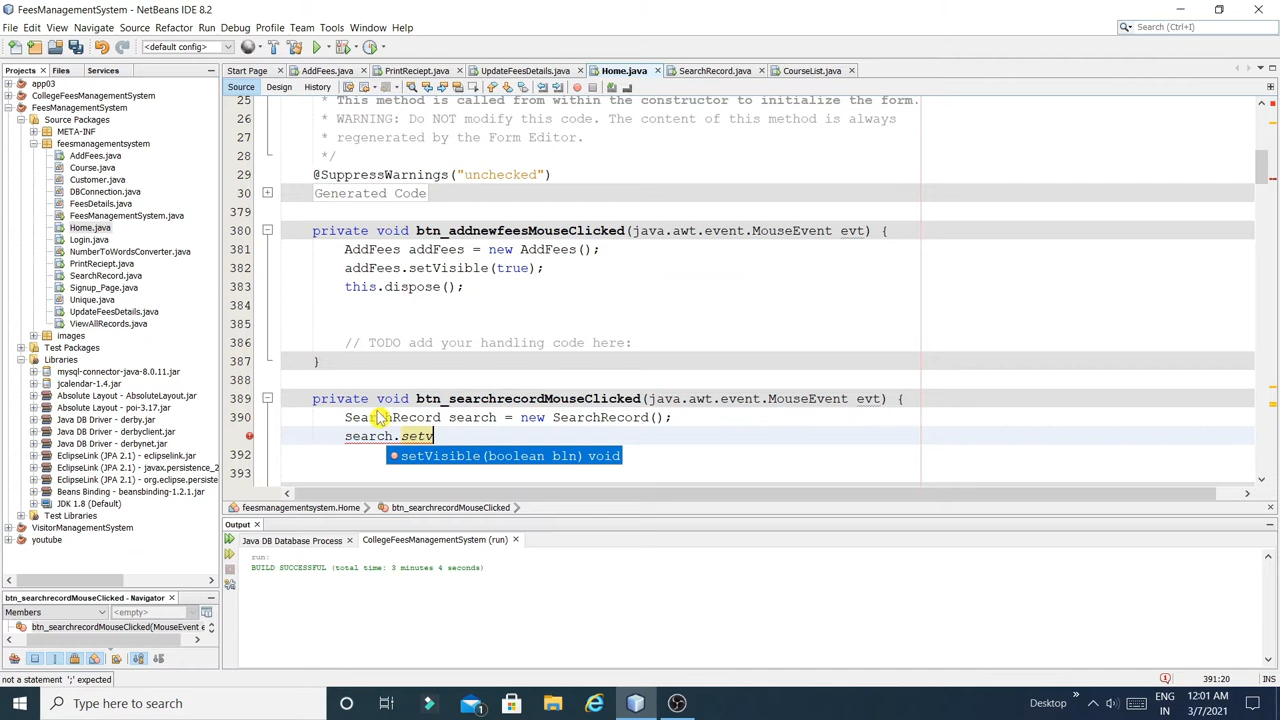 FeesManagementSystem - NetBeans IDE 8.2
File Edit View Navigate Source Refactor Run Debug Profile Team Tools Window Help
Search (Ctrl+I)
<default config>
Projects Files Services
Start Page AddFees.java PrintReciept.java UpdateFeesDetails.java Home.java SearchRecord.java CourseList.java
Source Design History
app03
CollegeFeesManagementSystem
FeesManagementSystem
Source Packages
META-INF
feesmanagementsystem
AddFees.java
Course.java
Customer.java
DBConnection.java
FeesDetails.java
FeesManagementSystem.java
Home.java
Login.java
NumberToWordsConverter.java
PrintReciept.java
SearchRecord.java
Signup_Page.java
Unique.java
UpdateFeesDetails.java
ViewAllRecords.java
images
Test Packages
Libraries
mysql-connector-java-8.0.11.jar
jcalendar-1.4.jar
Absolute Layout - AbsoluteLayout.jar
Absolute Layout - poi-3.17.jar
Java DB Driver - derby.jar
Java DB Driver - derbyclient.jar
Java DB Driver - derbynet.jar
EclipseLink (JPA 2.1) - eclipselink.jar
EclipseLink (JPA 2.1) - javax.persistence_2
EclipseLink (JPA 2.1) - org.eclipse.persiste
Beans Binding - beansbinding-1.2.1.jar
JDK 1.8 (Default)
Test Libraries
VisitorManagementSystem
youtube
25 * This method is called from within the constructor to initialize the form.
26 * WARNING: Do NOT modify this code. The content of this method is always
27 * regenerated by the Form Editor.
28 */
29 @SuppressWarnings("unchecked")
30 Generated Code
379
380 private void btn_addnewfeesMouseClicked(java.awt.event.MouseEvent evt) {
381 AddFees addFees = new AddFees();
382 addFees.setVisible(true);
383 this.dispose();
384
385
386 // TODO add your handling code here:
387 }
388
389 private void btn_searchrecordMouseClicked(java.awt.event.MouseEvent evt) {
390 SearchRecord search = new SearchRecord();
search.setv
392 setVisible(boolean bln) void
393
feesmanagementsystem.Home btn_searchrecordMouseClicked
Output
Java DB Database Process CollegeFeesManagementSystem (run)
run:
BUILD SUCCESSFUL (total time: 3 minutes 4 seconds)
btn_searchrecordMouseClicked - Navigator
Members <empty>
btn_searchrecordMouseClicked(MouseEvent e
not a statement ';' expected
1 391:20 INS
Type here to search
1
Desktop
ENG
IN
12:01 AM
3/7/2021